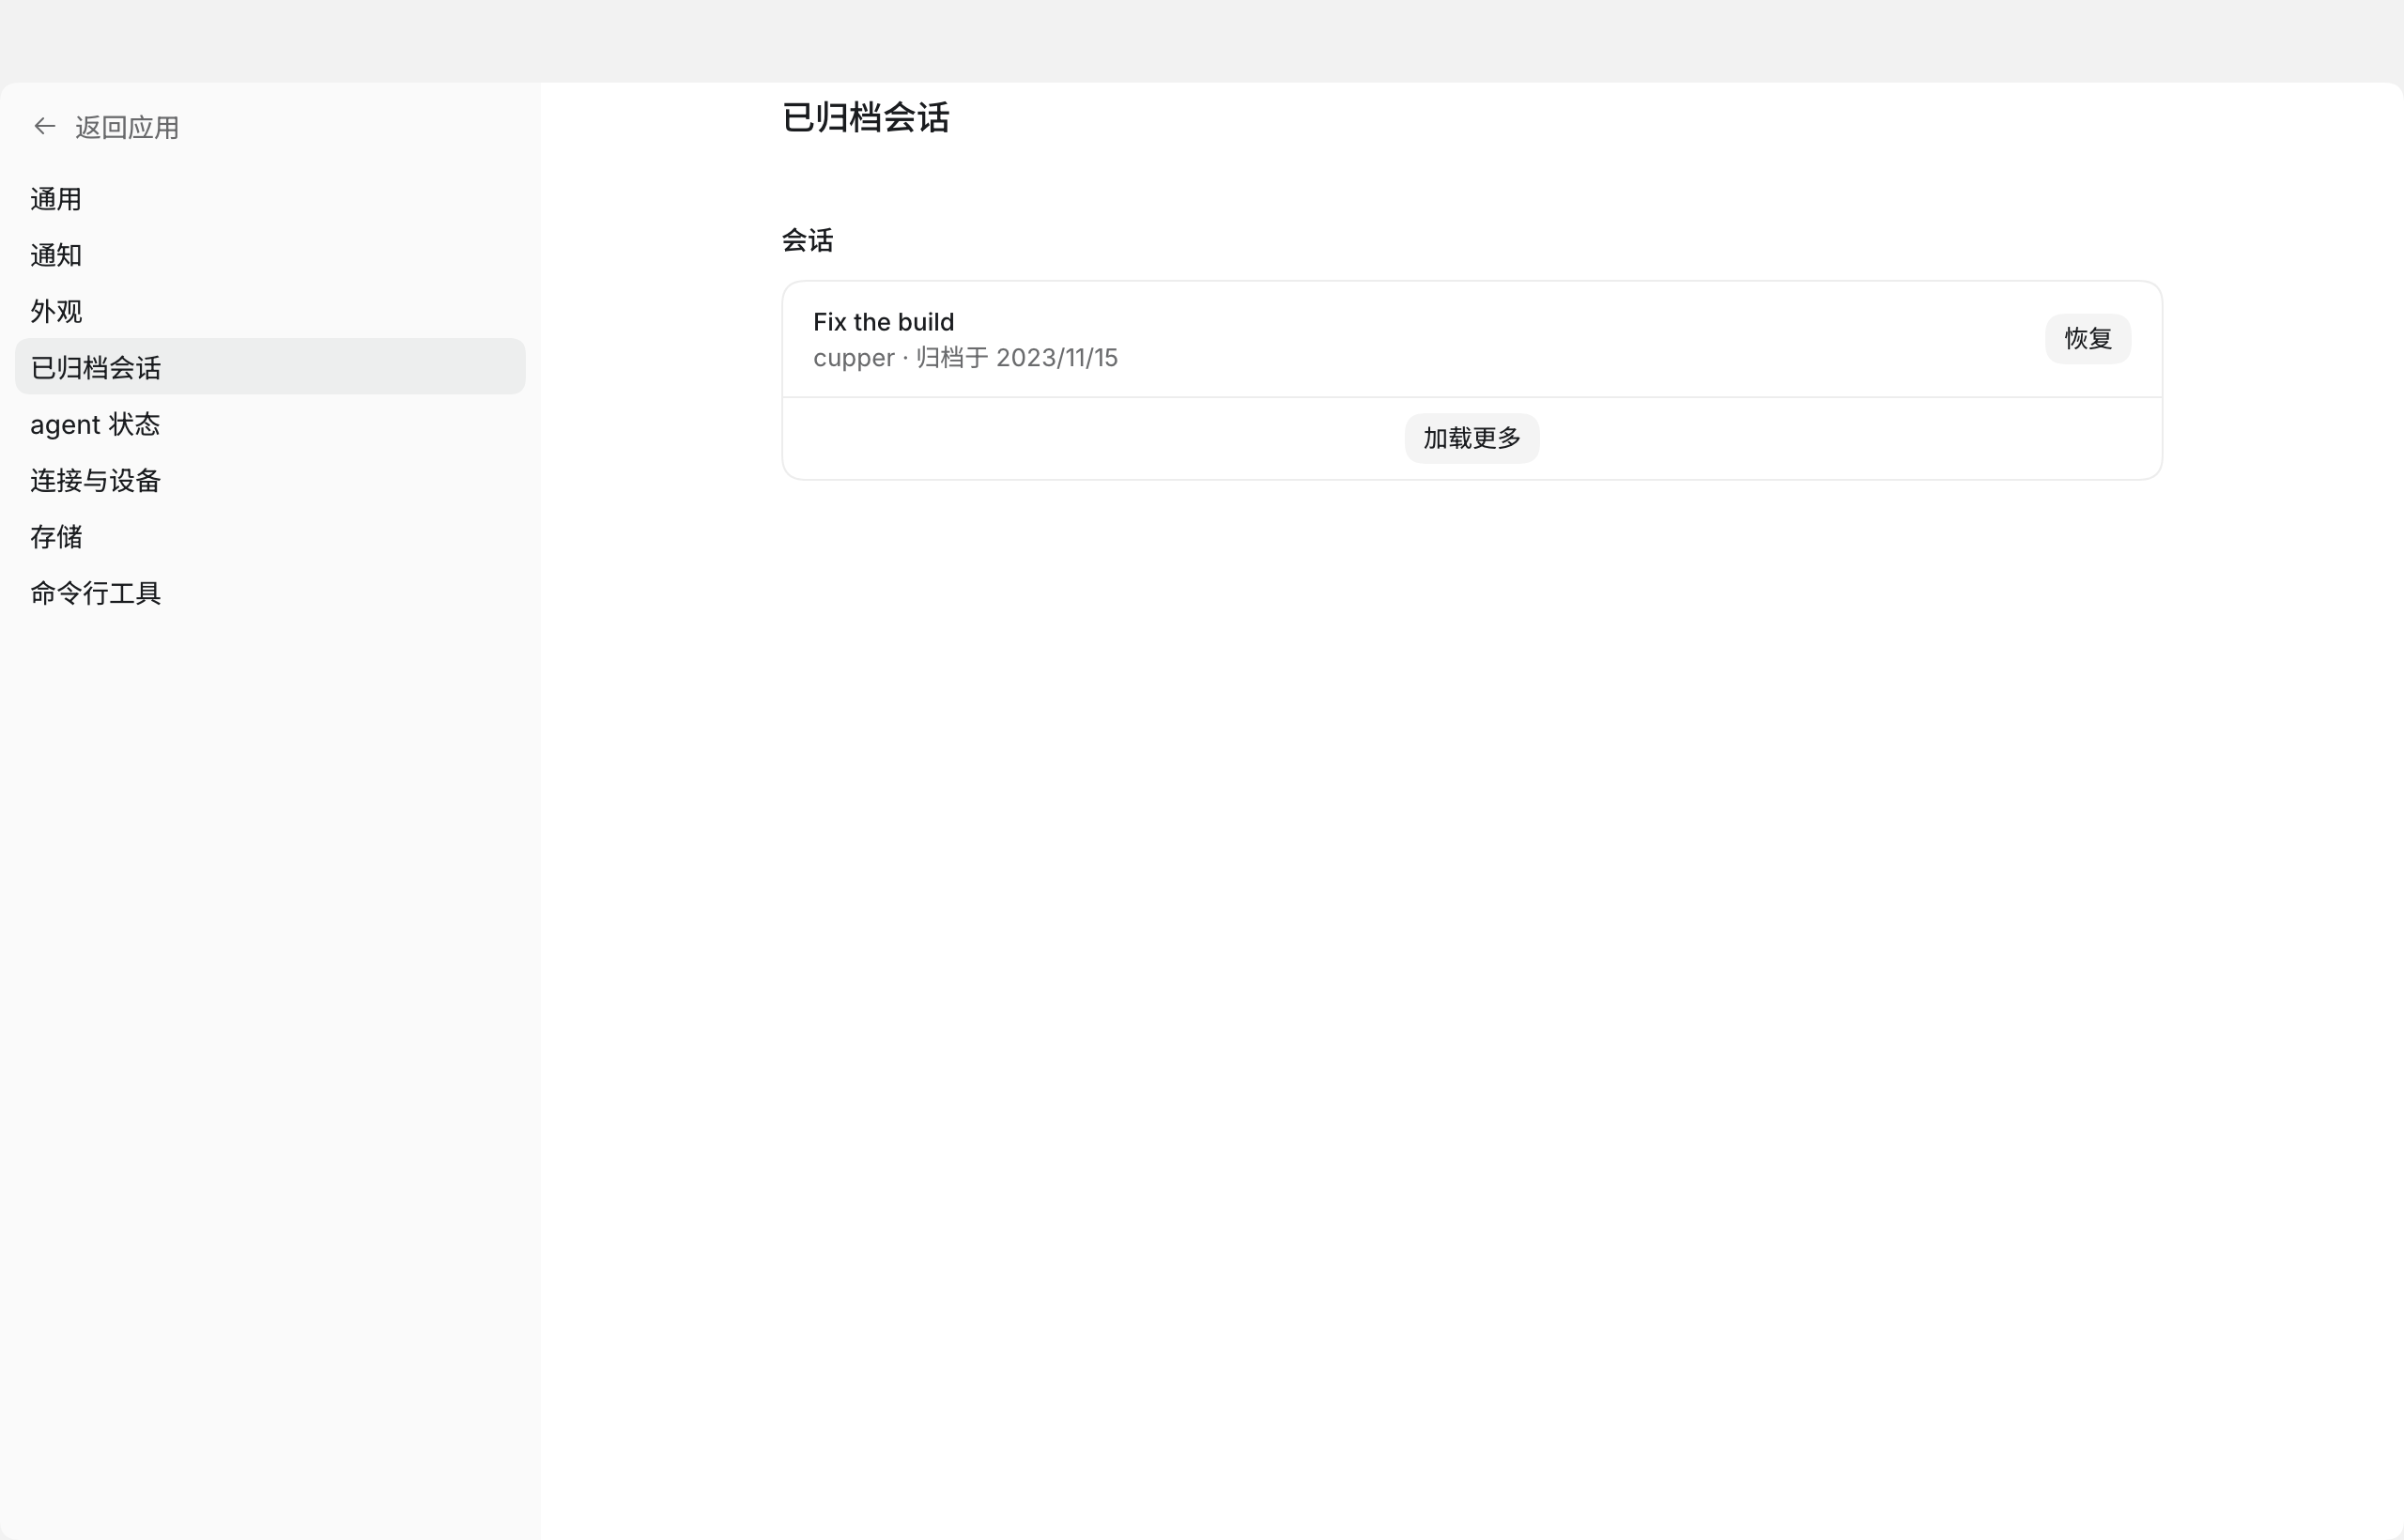 返回应用
通用
通知
外观
已归档会话
agent 状态
连接与设备
存储
命令行工具
已归档会话
会话
Fix the build
cupper · 归档于 2023/11/15
恢复
加载更多